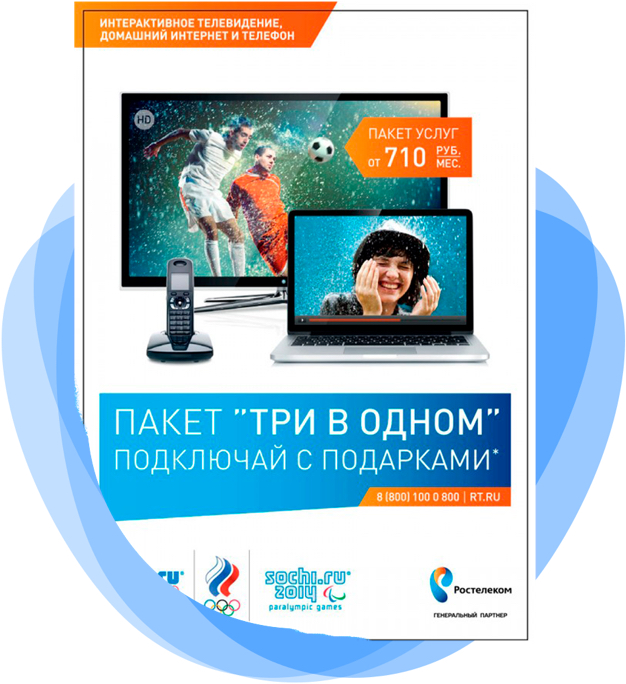 ИНТЕРАКТИВНОЕ ТЕЛЕВИДЕНИЕ,
ДОМАШНИЙ ИНТЕРНЕТ И ТЕЛЕФОН
HD
ПАКЕТ УСЛУГ
ОТ 710 РУБ.
МЕС.
ПАКЕТ "ТРИ В ОДНОМ"
ПОДКЛЮЧАЙ С ПОДАРКАМИ*
8 (800) 100 0 800 | RT.RU
.ru
sochi.ru
2014
paralympic games
Ростелеком
ГЕНЕРАЛЬНЫЙ ПАРТНЕР